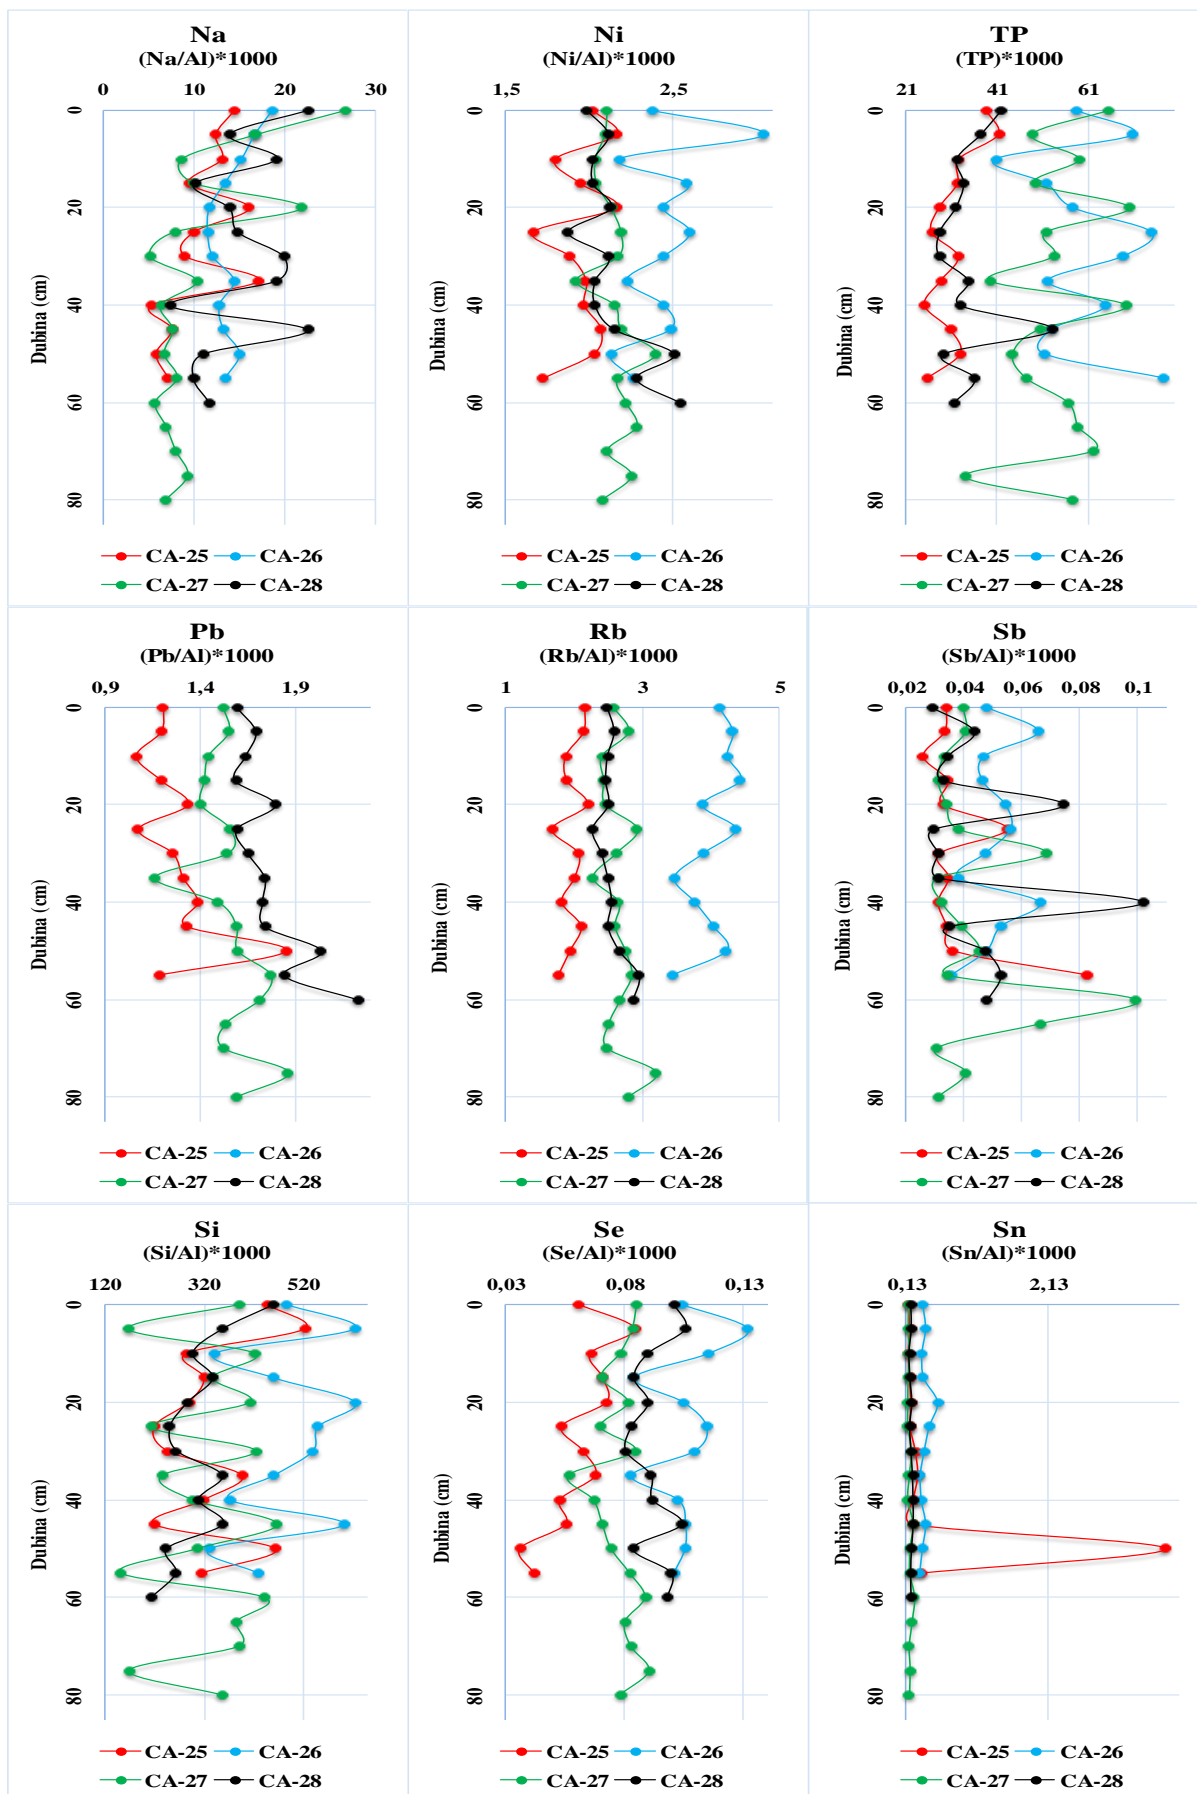 Na
(Na/Al)*1000
0 10 20 30
0
20
40
60
80
Dubina (cm)
CA-25 CA-26
CA-27 CA-28
Ni
(Ni/Al)*1000
1,5 2,5
0
20
40
60
80
Dubina (cm)
CA-25 CA-26
CA-27 CA-28
TP
(TP)*1000
21 41 61
0
20
40
60
80
Dubina (cm)
CA-25 CA-26
CA-27 CA-28
Pb
(Pb/Al)*1000
0,9 1,4 1,9
0
20
40
60
80
Dubina (cm)
CA-25 CA-26
CA-27 CA-28
Rb
(Rb/Al)*1000
1 3 5
0
20
40
60
80
Dubina (cm)
CA-25 CA-26
CA-27 CA-28
Sb
(Sb/Al)*1000
0,02 0,04 0,06 0,08 0,1
0
20
40
60
80
Dubina (cm)
CA-25 CA-26
CA-27 CA-28
Si
(Si/Al)*1000
120 320 520
0
20
40
60
80
Dubina (cm)
CA-25 CA-26
CA-27 CA-28
Se
(Se/Al)*1000
0,03 0,08 0,13
0
20
40
60
80
Dubina (cm)
CA-25 CA-26
CA-27 CA-28
Sn
(Sn/Al)*1000
0,13 2,13
0
20
40
60
80
Dubina (cm)
CA-25 CA-26
CA-27 CA-28